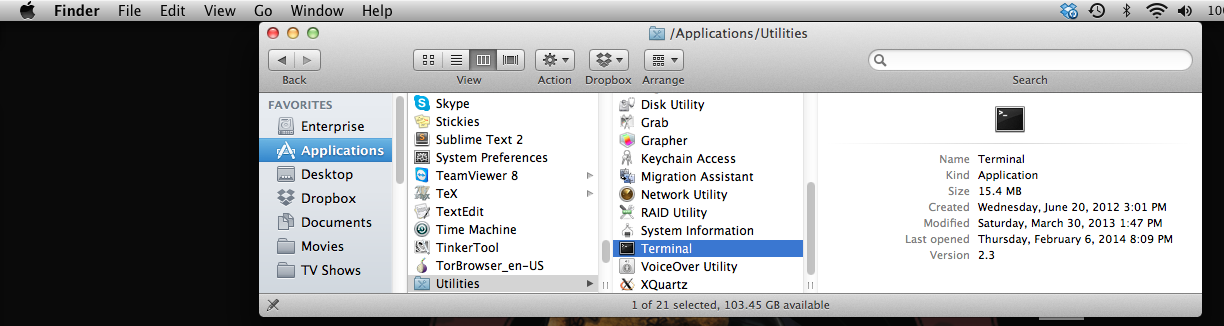 Finder File Edit View Go Window Help
/Applications/Utilities
Back View Action Dropbox Arrange Search
FAVORITES
Enterprise
Applications
Desktop
Dropbox
Documents
Movies
TV Shows
Skype
Stickies
Sublime Text 2
System Preferences
TeamViewer 8
TeX
TextEdit
Time Machine
TinkerTool
TorBrowser_en-US
Utilities
Disk Utility
Grab
Grapher
Keychain Access
Migration Assistant
Network Utility
RAID Utility
System Information
Terminal
VoiceOver Utility
XQuartz
Name Terminal
Kind Application
Size 15.4 MB
Created Wednesday, June 20, 2012 3:01 PM
Modified Saturday, March 30, 2013 1:47 PM
Last opened Thursday, February 6, 2014 8:09 PM
Version 2.3
1 of 21 selected, 103.45 GB available